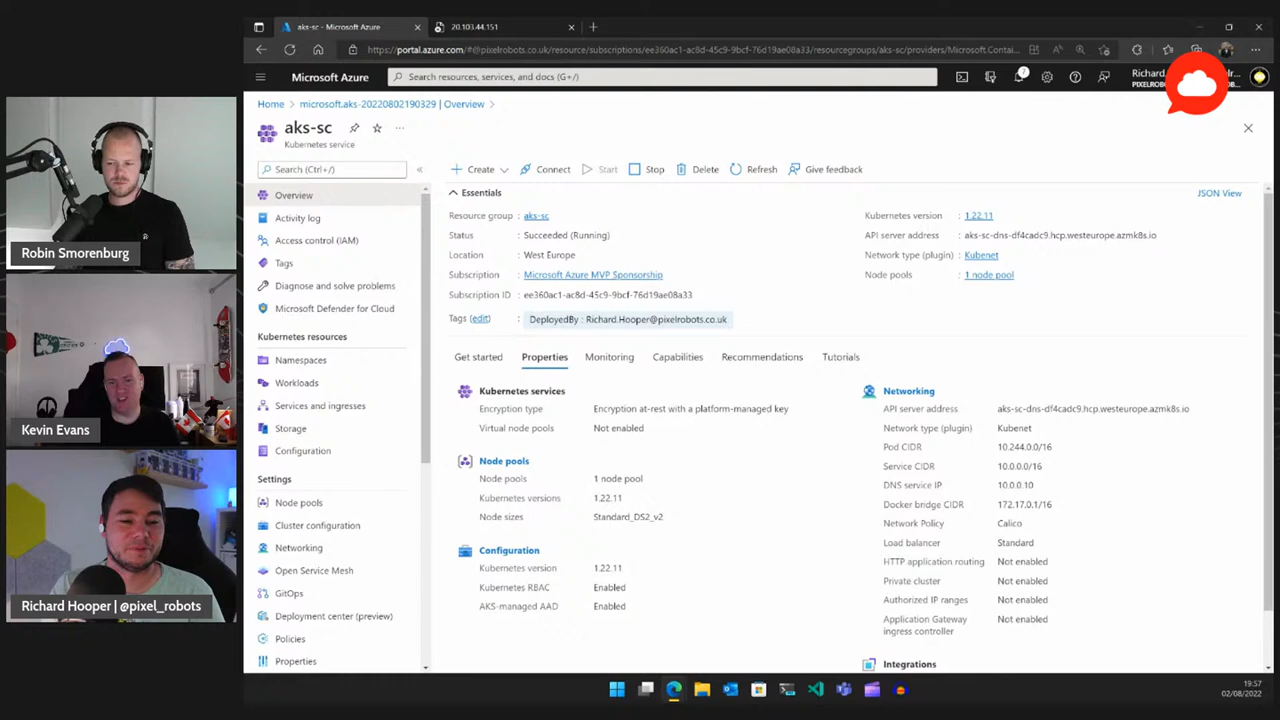 aks-sc - Microsoft Azure
20.103.44.151
https://portal.azure.com/#@pixelrobots.co.uk/resource/subscriptions/ee360ac1-ac8d-45c9-9bcf-76d19ae08a33/resourcegroups/aks-sc/providers/Microsoft.Contai...
Microsoft Azure
Search resources, services, and docs (G+/)
7
Home
microsoft.aks-20220802190329 | Overview
aks-sc
Kubernetes service
Search (Ctrl+/)
Create
Connect
Start
Stop
Delete
Refresh
Give feedback
Overview
Activity log
Access control (IAM)
Tags
Diagnose and solve problems
Microsoft Defender for Cloud
Kubernetes resources
Namespaces
Workloads
Services and ingresses
Storage
Configuration
Settings
Node pools
Cluster configuration
Networking
Open Service Mesh
GitOps
Deployment center (preview)
Policies
Properties
Essentials
JSON View
Resource group : aks-sc
Status : Succeeded (Running)
Location : West Europe
Subscription : Microsoft Azure MVP Sponsorship
Subscription ID : ee360ac1-ac8d-45c9-9bcf-76d19ae08a33
Tags (edit) : DeployedBy : Richard.Hooper@pixelrobots.co.uk
Kubernetes version : 1.22.11
API server address : aks-sc-dns-df4cadc9.hcp.westeurope.azmk8s.io
Network type (plugin) : Kubenet
Node pools : 1 node pool
Get started
Properties
Monitoring
Capabilities
Recommendations
Tutorials
Kubernetes services
Encryption type Encryption at-rest with a platform-managed key
Virtual node pools Not enabled
Node pools
Node pools 1 node pool
Kubernetes versions 1.22.11
Node sizes Standard_DS2_v2
Configuration
Kubernetes version 1.22.11
Kubernetes RBAC Enabled
AKS-managed AAD Enabled
Networking
API server address aks-sc-dns-df4cadc9.hcp.westeurope.azmk8s.io
Network type (plugin) Kubenet
Pod CIDR 10.244.0.0/16
Service CIDR 10.0.0.0/16
DNS service IP 10.0.0.10
Docker bridge CIDR 172.17.0.1/16
Network Policy Calico
Load balancer Standard
HTTP application routing Not enabled
Private cluster Not enabled
Authorized IP ranges Not enabled
Application Gateway Not enabled
ingress controller
Integrations
19:57
02/08/2022
Robin Smorenburg
Kevin Evans
Richard Hooper | @pixel_robots